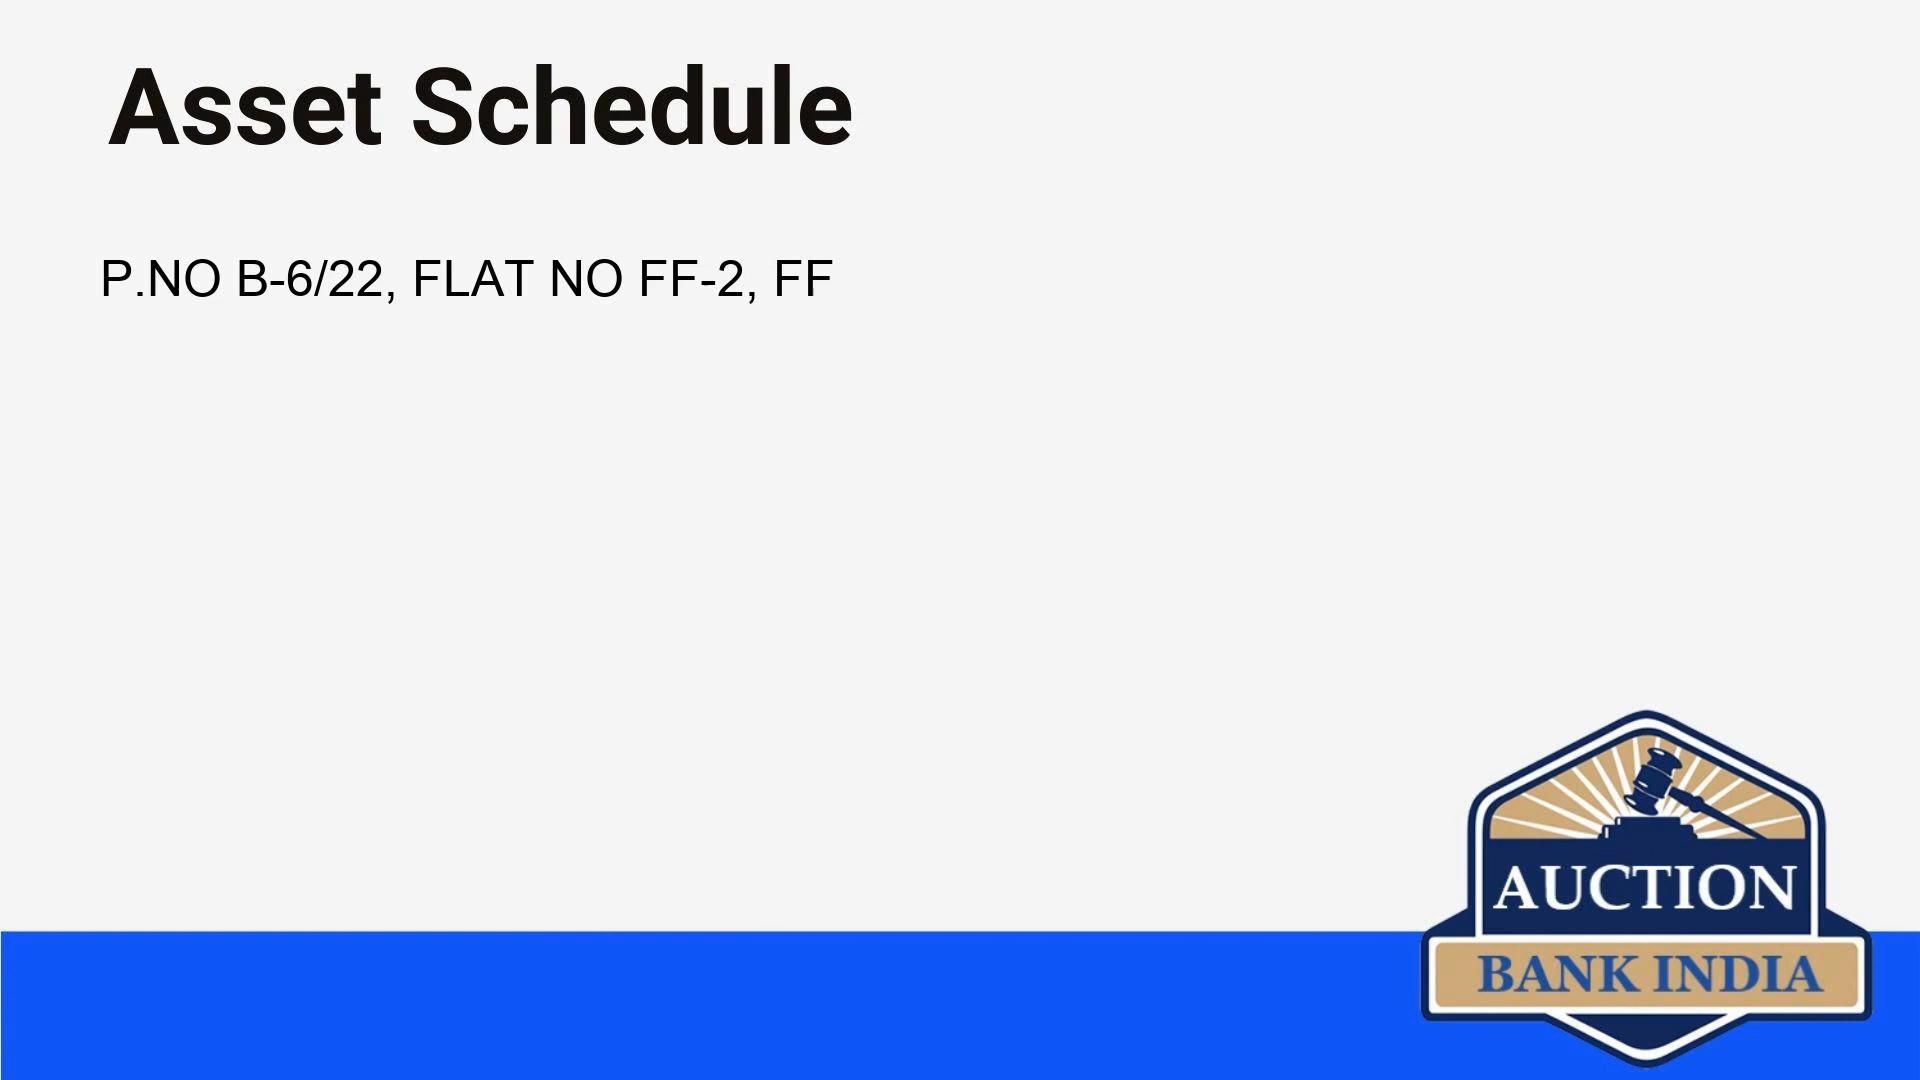 Asset Schedule
P.NO B-6/22, FLAT NO FF-2, FF
AUCTION
BANK INDIA